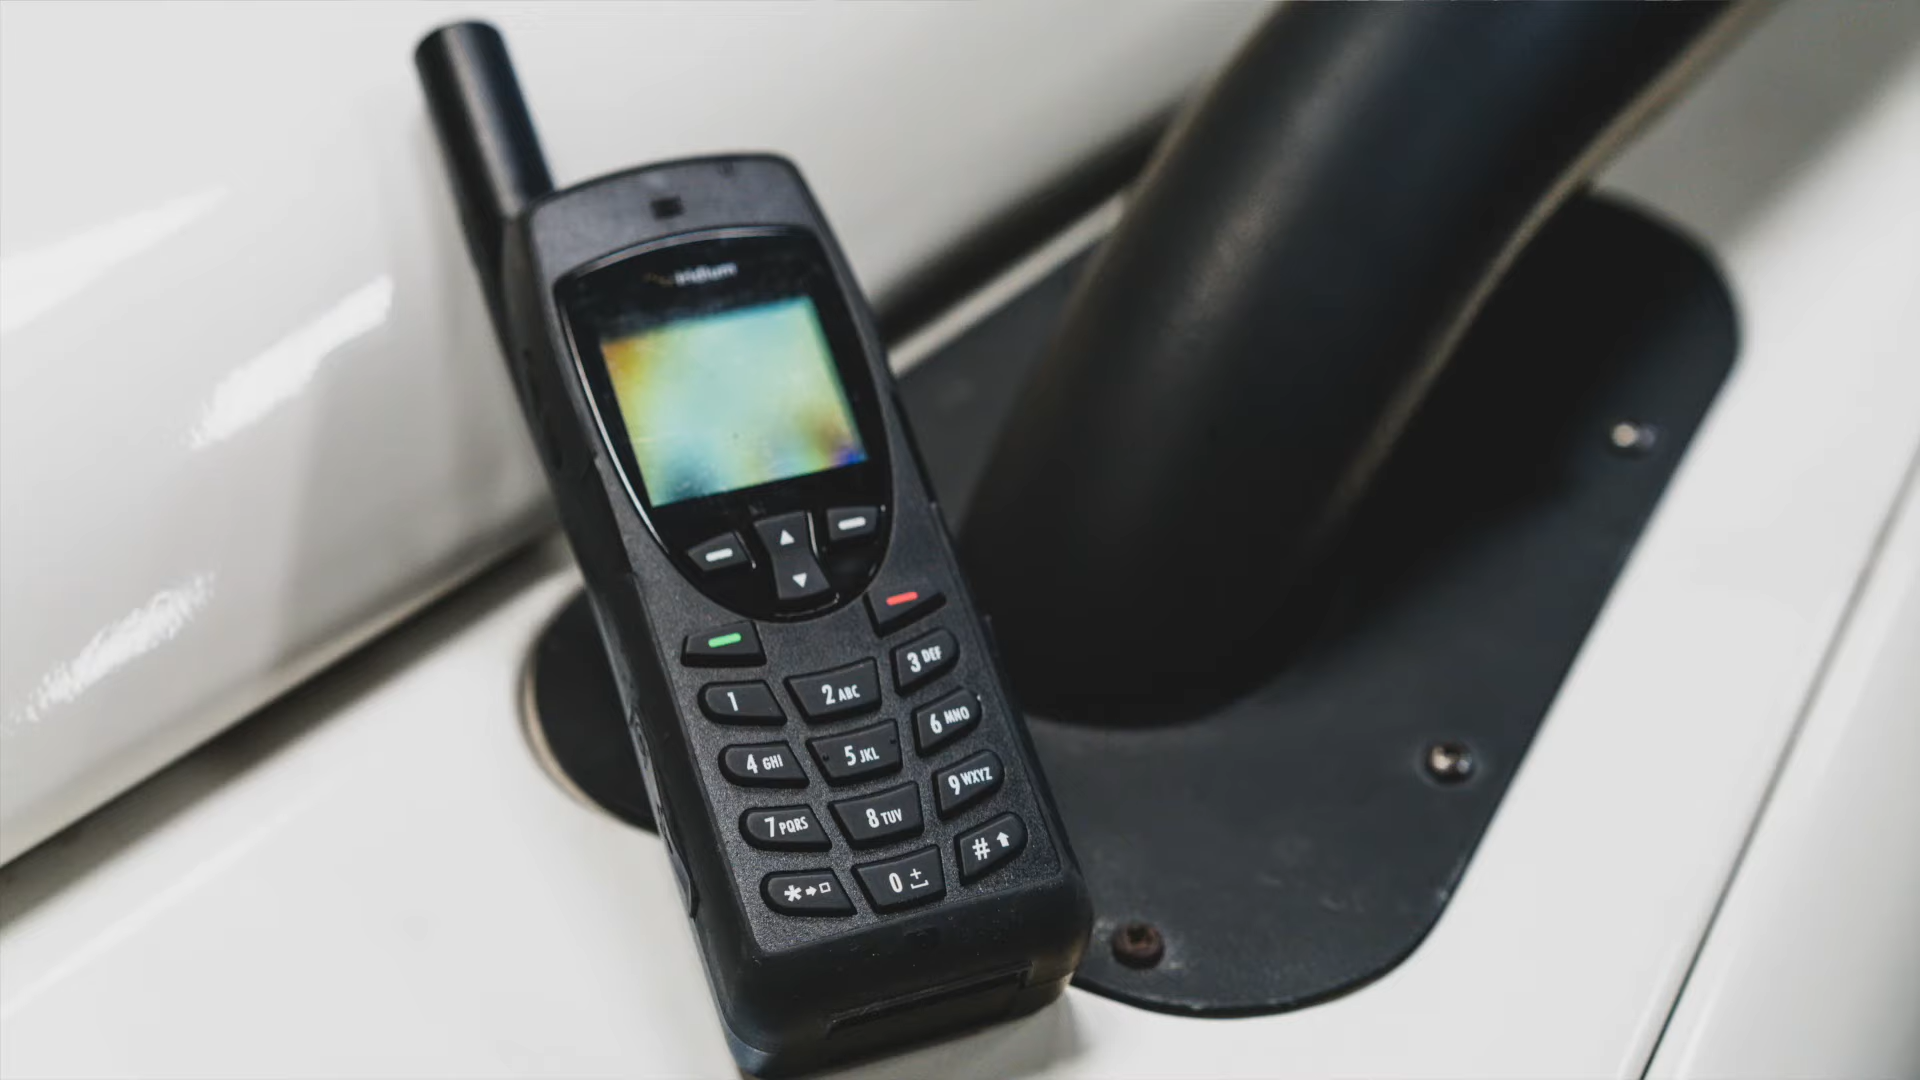 iridium
1
2 ABC
3 DEF
4 GHI
5 JKL
6 MNO
7 PQRS
8 TUV
9 WXYZ
*
0 +
#